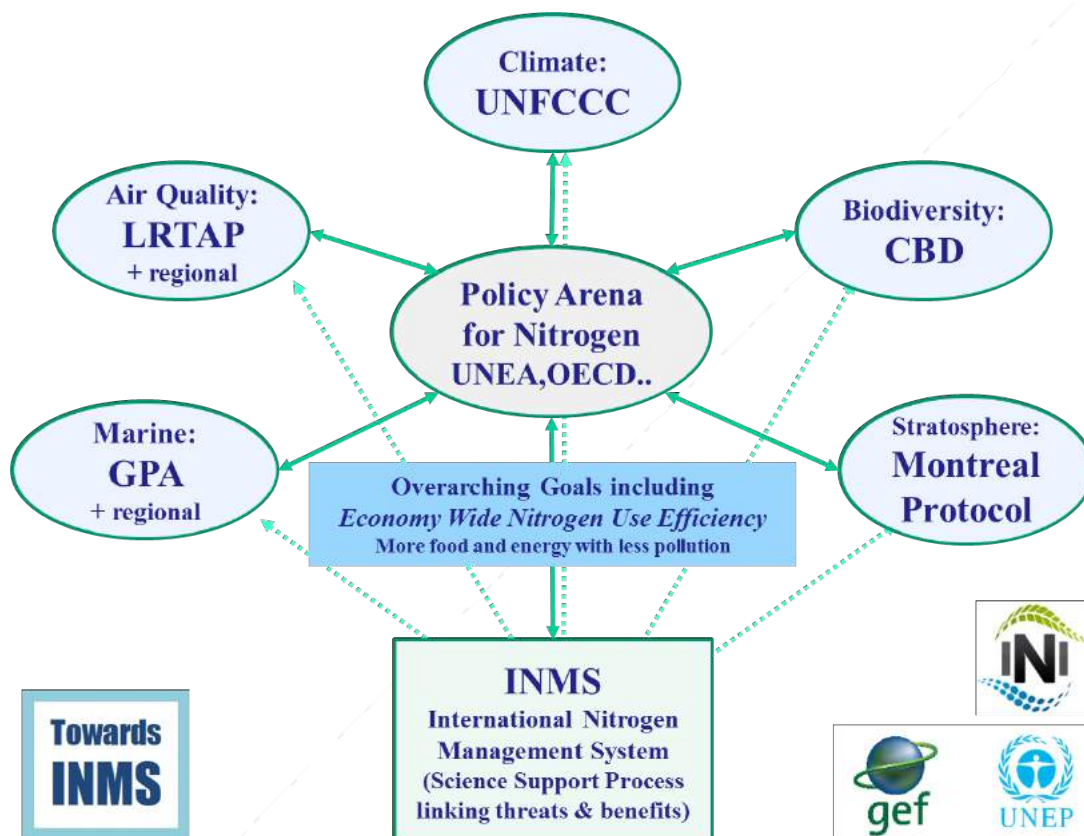 Climate:
UNFCCC
Air Quality:
LRTAP
+ regional
Biodiversity:
CBD
Policy Arena
for Nitrogen
UNEA,OECD..
Marine:
GPA
+ regional
Stratosphere:
Montreal
Protocol
Overarching Goals including
Economy Wide Nitrogen Use Efficiency
More food and energy with less pollution
INMS
International Nitrogen
Management System
(Science Support Process
linking threats & benefits)
Towards
INMS
INI
gef
UNEP